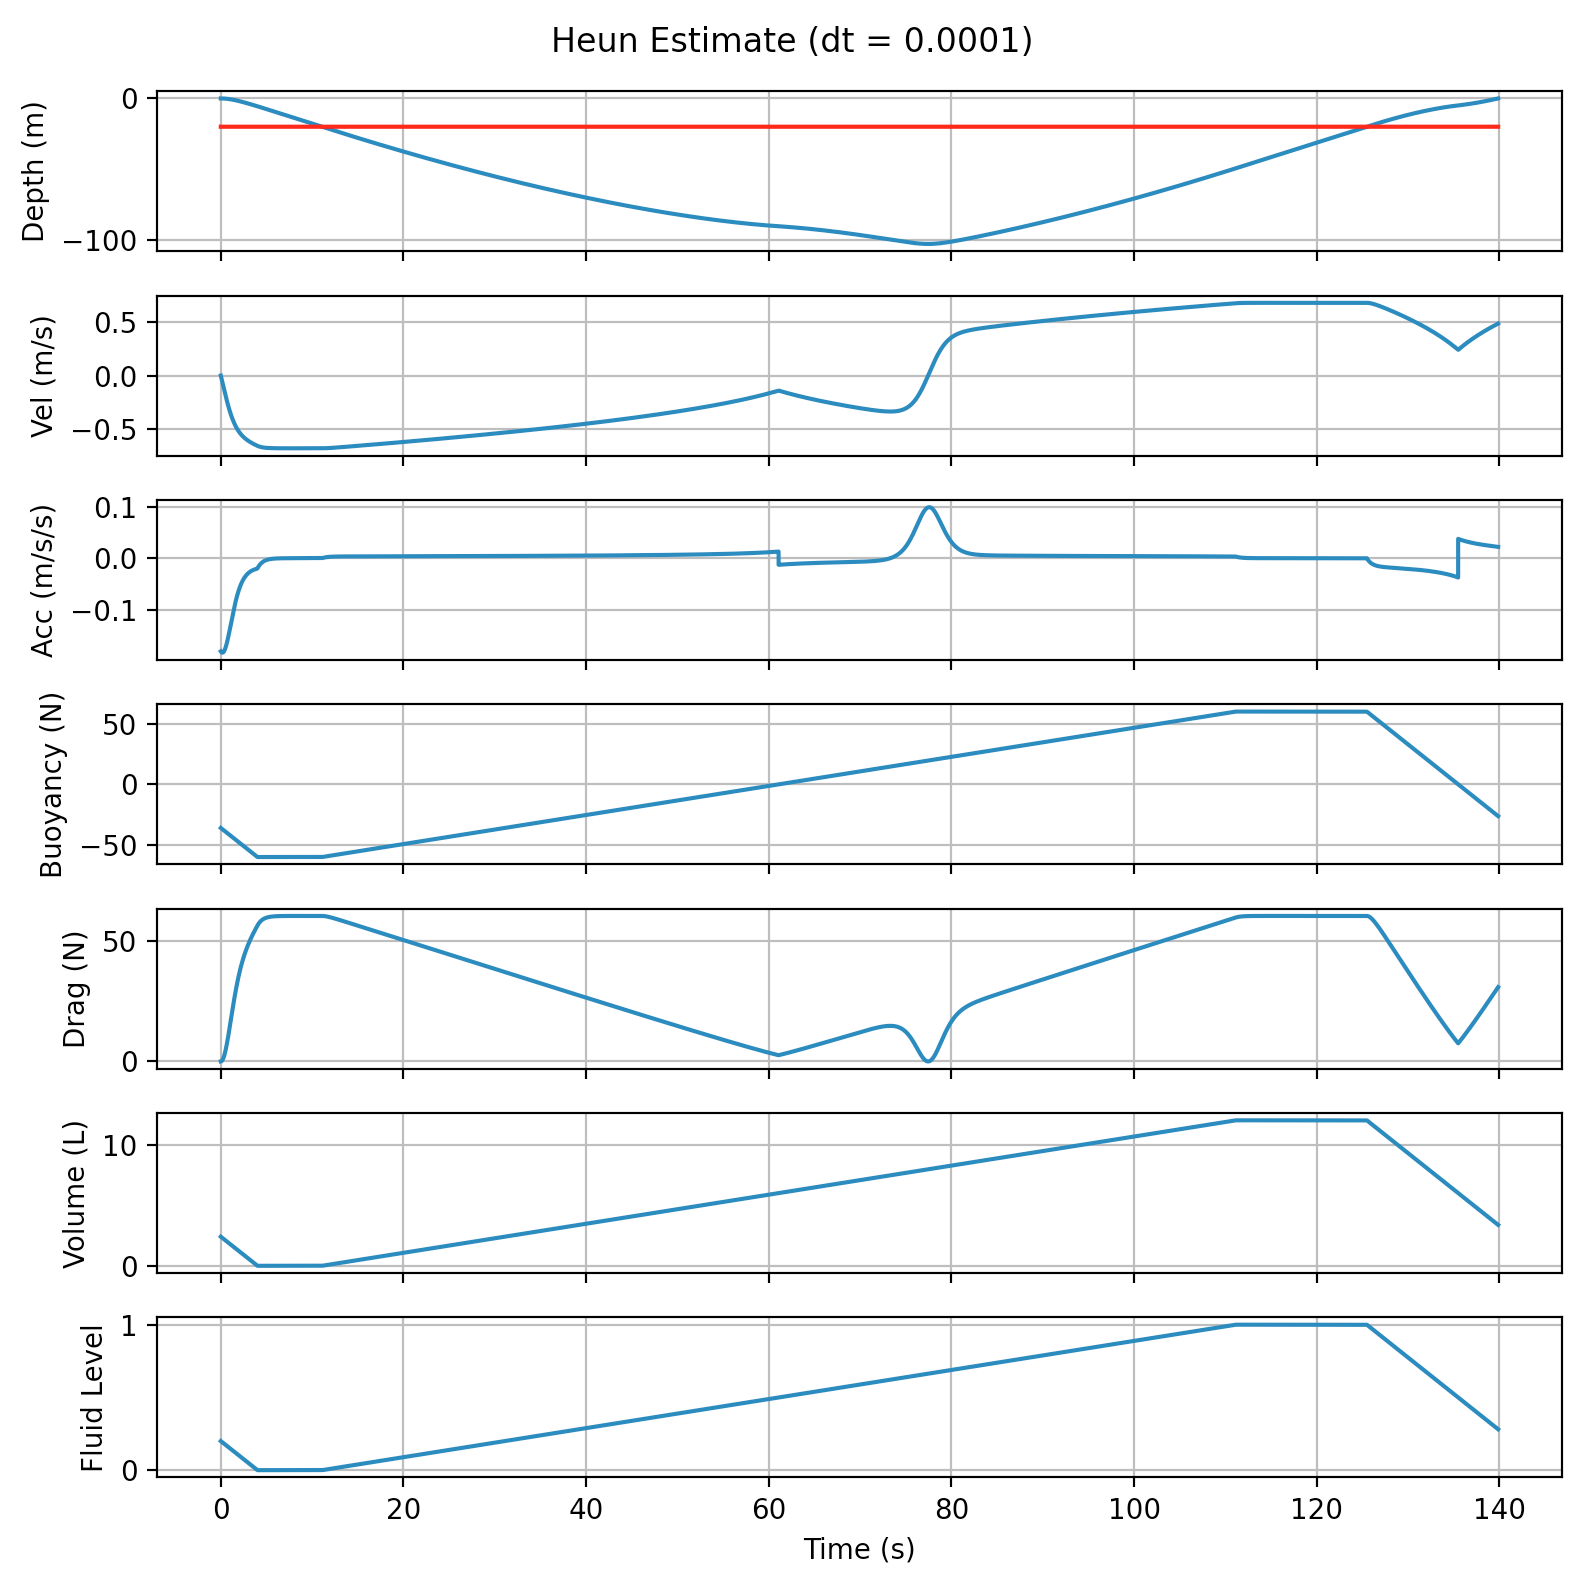 Heun Estimate (dt = 0.0001)
Depth (m)
0
−100
Vel (m/s)
0.5
0.0
−0.5
Acc (m/s/s)
0.1
0.0
−0.1
Buoyancy (N)
50
0
−50
Drag (N)
50
0
Volume (L)
10
0
Fluid Level
1
0
0 20 40 60 80 100 120 140
Time (s)